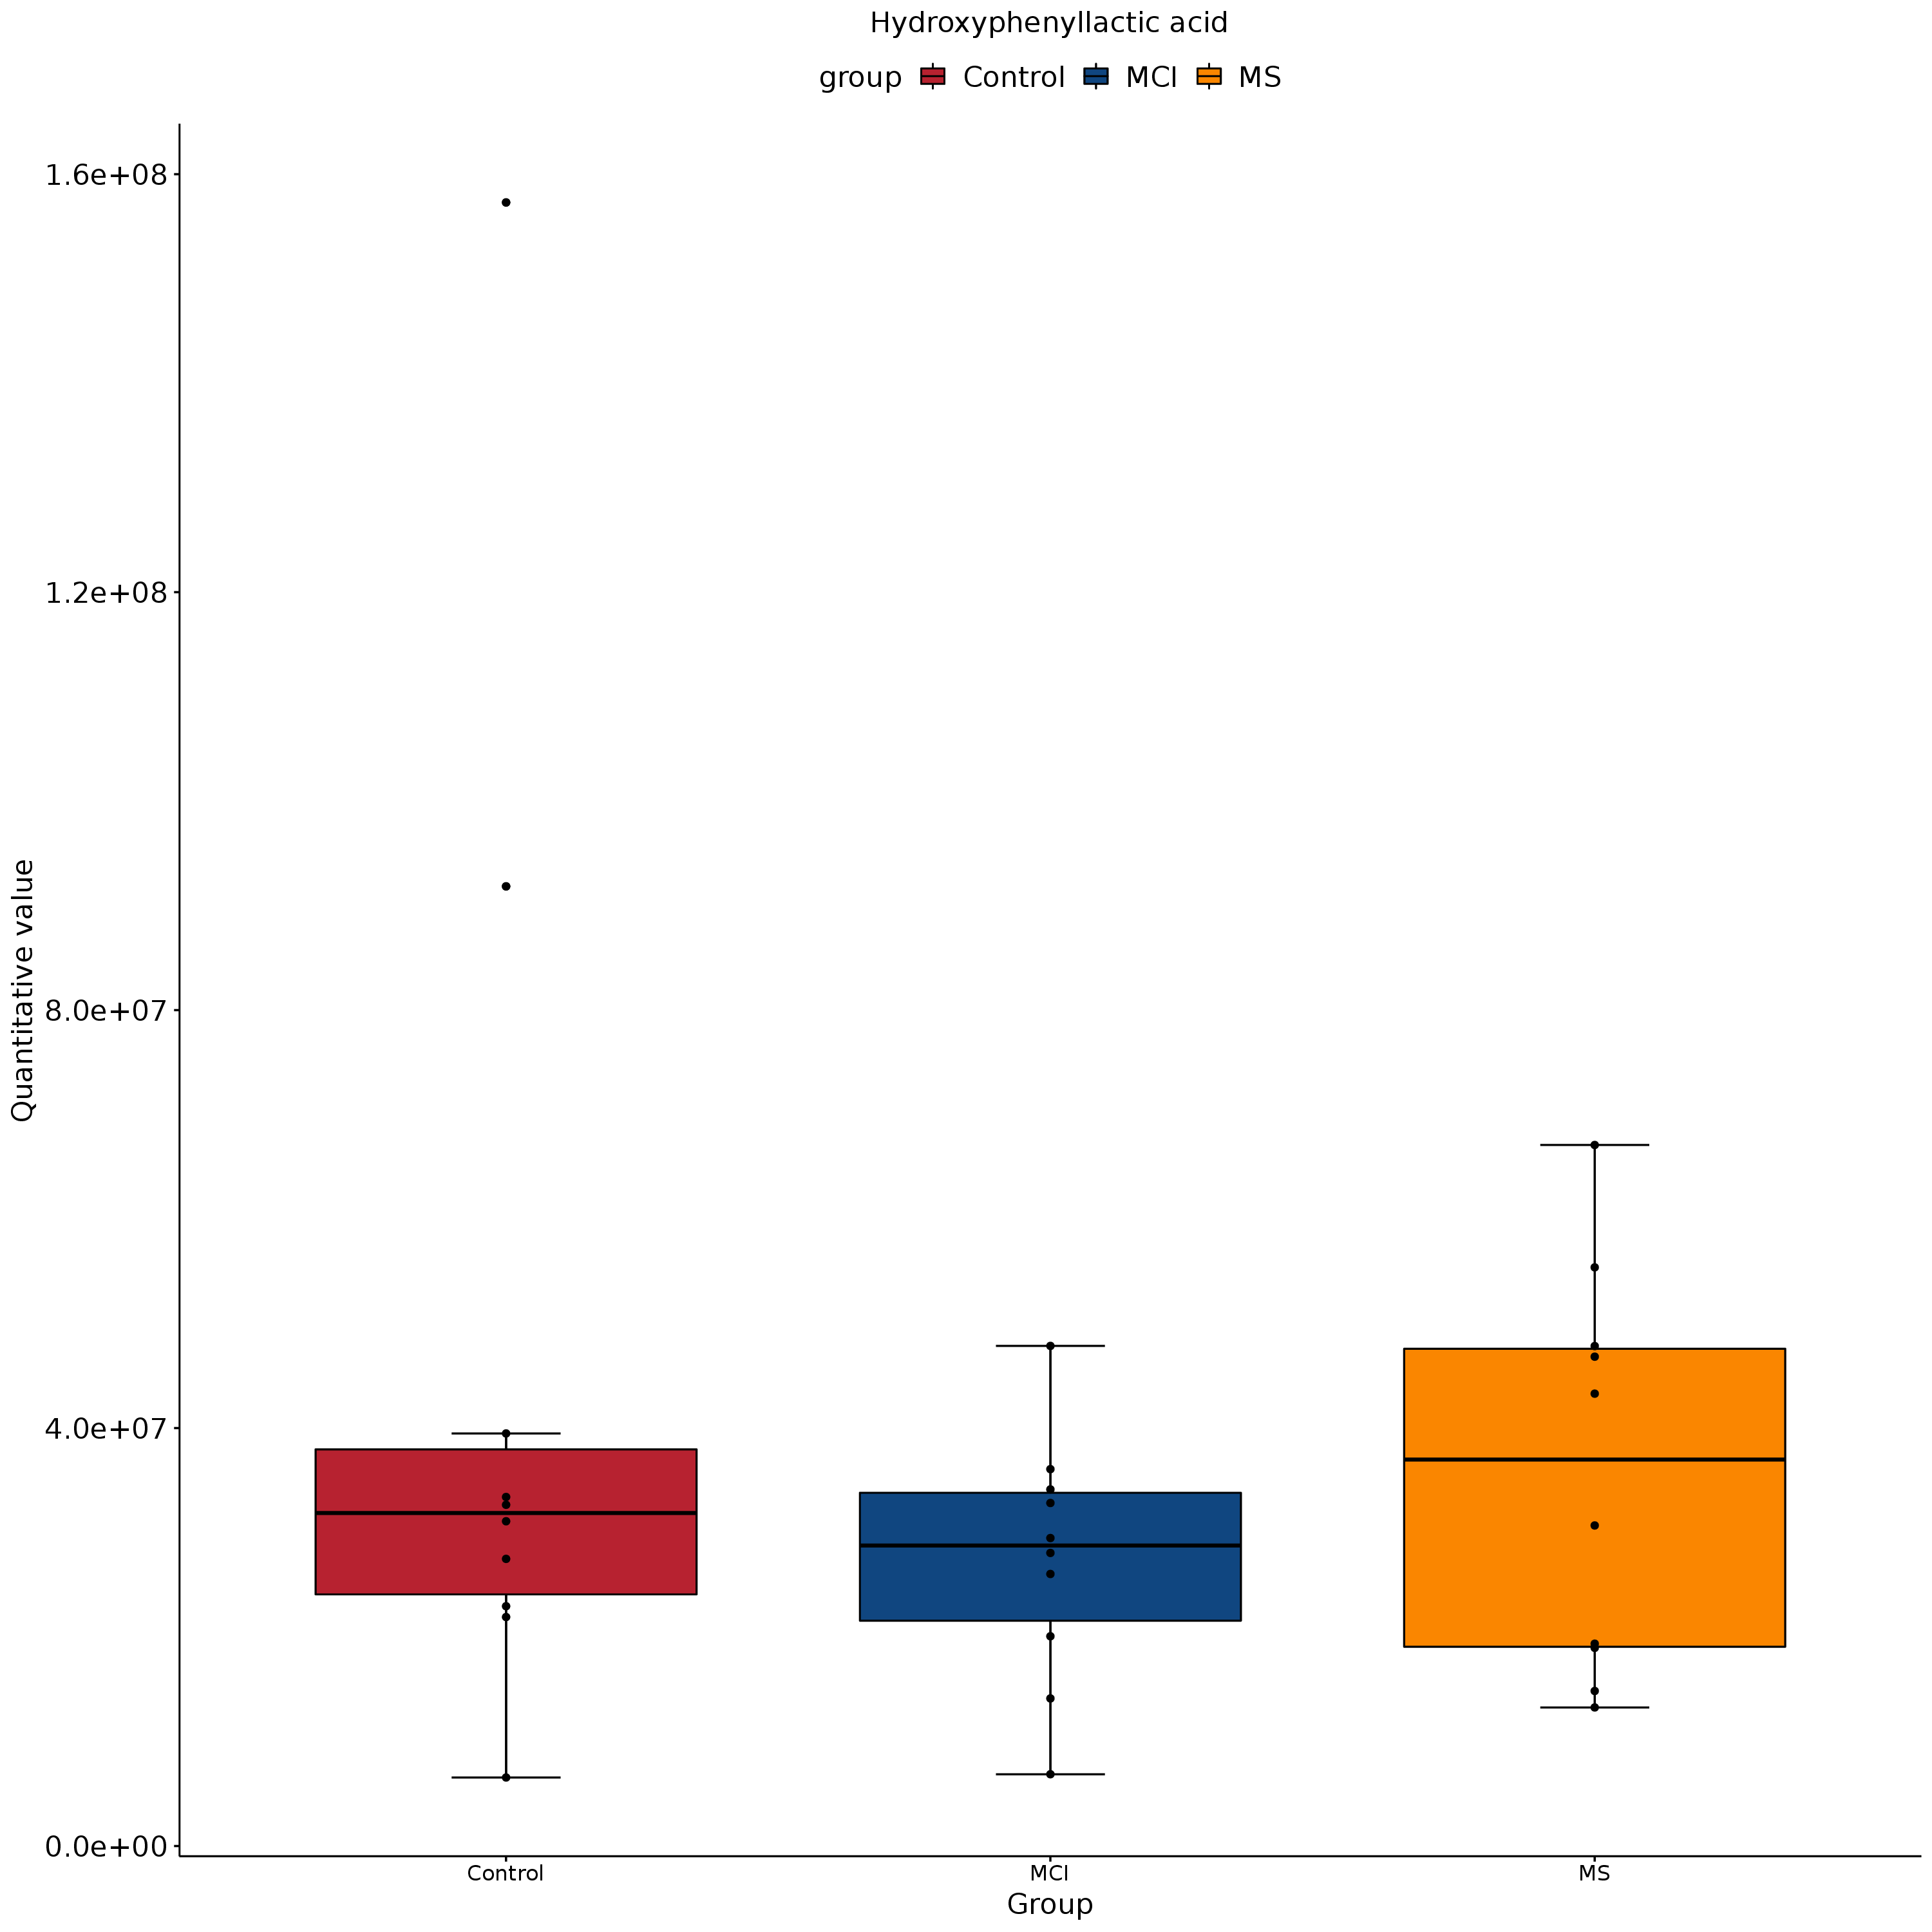 Hydroxyphenyllactic acid
group Control MCI MS
Quantitative value
1.6e+08
1.2e+08
8.0e+07
4.0e+07
0.0e+00
Control MCI MS
Group